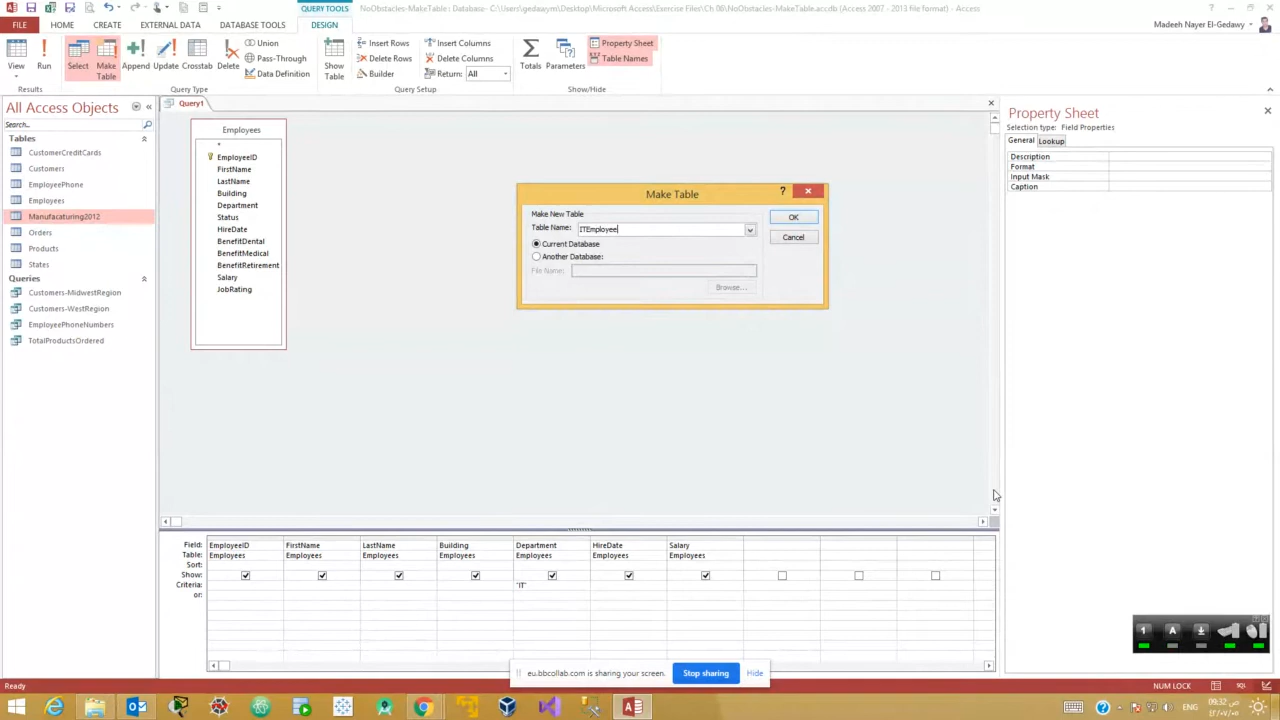 QUERY TOOLS
NoObstacles-MakeTable : Database- C:\Users\gedawym\Desktop\Microsoft Access\Exercise Files\Ch 06\NoObstacles-MakeTable.accdb (Access 2007 - 2013 file format) - Access
FILE HOME CREATE EXTERNAL DATA DATABASE TOOLS DESIGN
Madeeh Nayer El-Gedawy
View Run Select Make Table Append Update Crosstab Delete
Union
Pass-Through
Data Definition
Show Table
Insert Rows
Delete Rows
Builder
Insert Columns
Delete Columns
Return: All
Totals Parameters
Property Sheet
Table Names
Results Query Type Query Setup Show/Hide
All Access Objects
Search...
Tables
CustomerCreditCards
Customers
EmployeePhone
Employees
Manufacaturing2012
Orders
Products
States
Queries
Customers-MidwestRegion
Customers-WestRegion
EmployeePhoneNumbers
TotalProductsOrdered
Query1
Employees
*
EmployeeID
FirstName
LastName
Building
Department
Status
HireDate
BenefitDental
BenefitMedical
BenefitRetirement
Salary
JobRating
Make Table
Make New Table
Table Name: ITEmployee
Current Database
Another Database:
File Name:
Browse...
OK
Cancel
Property Sheet
Selection type: Field Properties
General Lookup
Description
Format
Input Mask
Caption
Field: EmployeeID FirstName LastName Building Department HireDate Salary
Table: Employees Employees Employees Employees Employees Employees Employees
Sort:
Show:
Criteria: "IT"
or:
1 A
eu.bbcollab.com is sharing your screen. Stop sharing Hide
Ready
NUM LOCK
SQL
ENG
09:32 ص